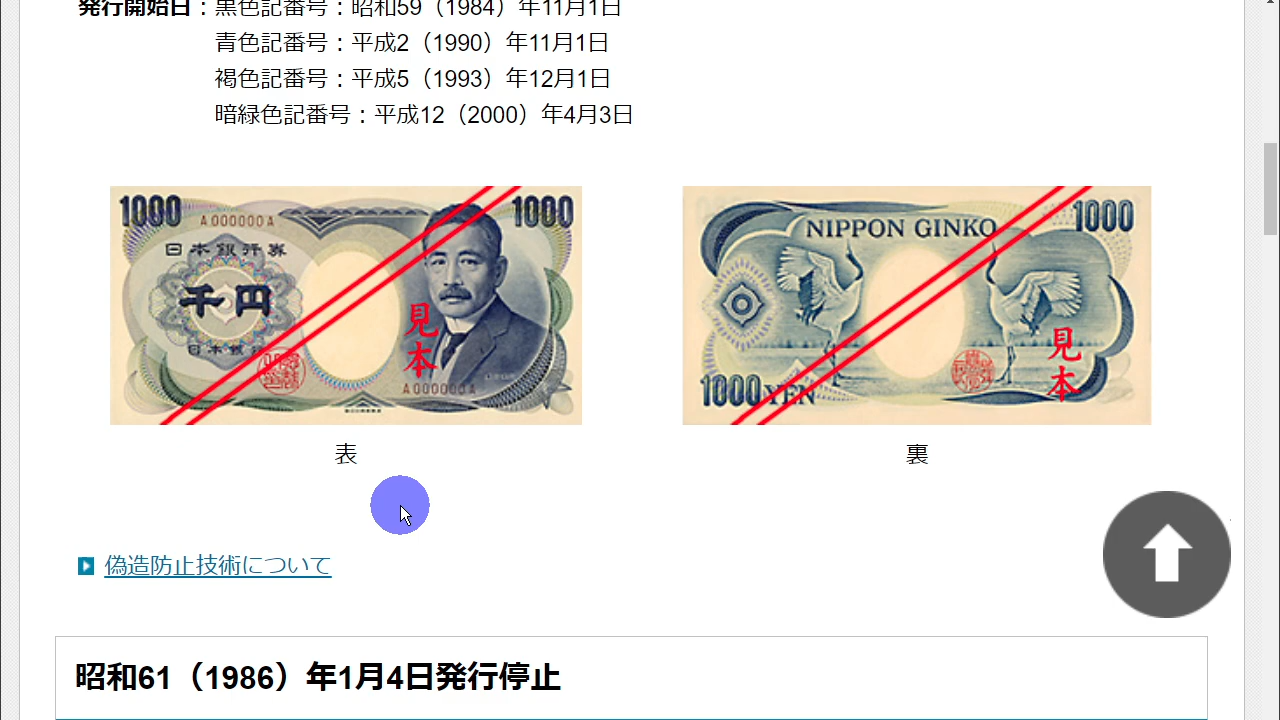 発行開始日：黒色記番号：昭和59（1984）年11月1日
青色記番号：平成2（1990）年11月1日
褐色記番号：平成5（1993）年12月1日
暗緑色記番号：平成12（2000）年4月3日
1000 A000000A 1000
日本銀行券
千円
日本銀行
見本
A000000A
NIPPON GINKO 1000
見本
1000 YEN
表 裏
偽造防止技術について
昭和61（1986）年1月4日発行停止